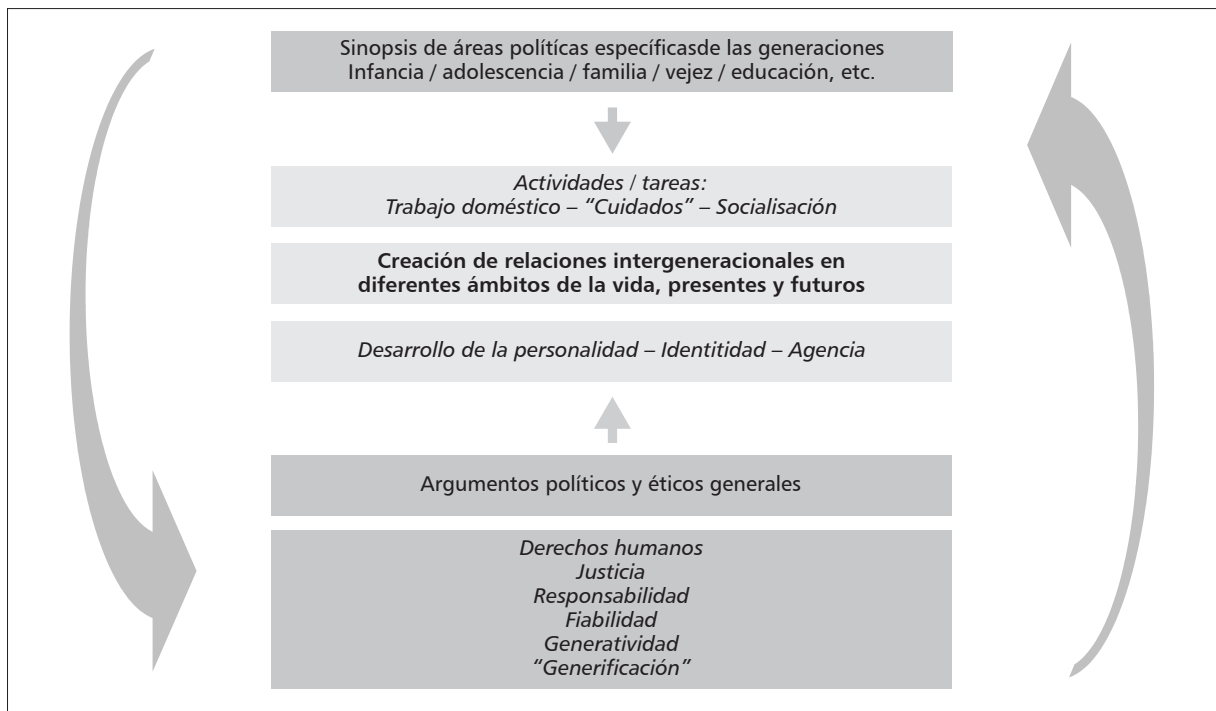 Sinopsis de áreas polítícas específicasde las generaciones
Infancia / adolescencia / familia / vejez / educación, etc.
Actividades / tareas:
Trabajo doméstico – “Cuidados” – Socialisación
Creación de relaciones intergeneracionales en
diferentes ámbitos de la vida, presentes y futuros
Desarrollo de la personalidad – Identitidad – Agencia
Argumentos políticos y éticos generales
Derechos humanos
Justicia
Responsabilidad
Fiabilidad
Generatividad
“Generificación”